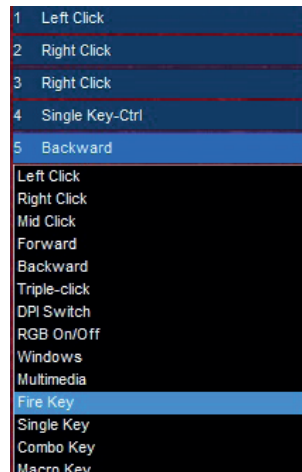 1 Left Click
2 Right Click
3 Right Click
4 Single Key-Ctrl
5 Backward
Left Click
Right Click
Mid Click
Forward
Backward
Triple-click
DPI Switch
RGB On/Off
Windows
Multimedia
Fire Key
Single Key
Combo Key
Macro Key